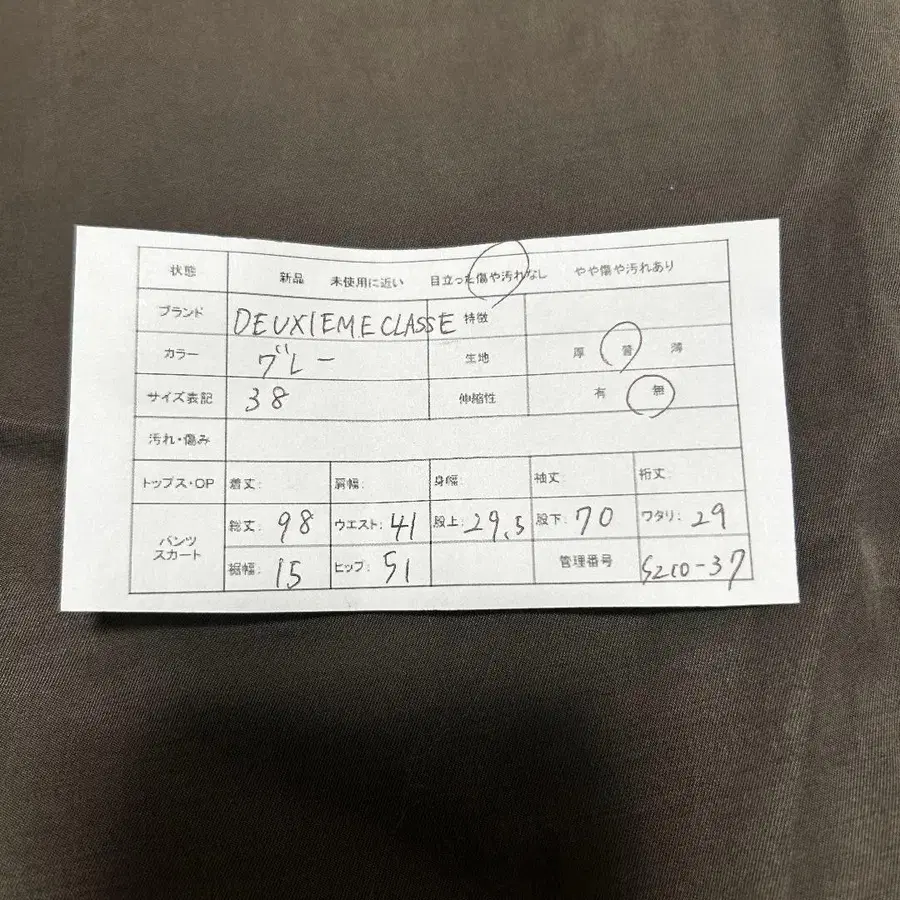 状態 新品 未使用に近い 目立った傷や汚れなし やや傷や汚れあり
ブランド DEUXIEMECLASSE 特徴
カラー グレー 生地 厚 普 薄
サイズ表記 38 伸縮性 有 無
汚れ・傷み
トップス・OP 着丈: 肩幅: 身幅: 袖丈: 裄丈:
パンツ スカート 総丈: 98 ウエスト: 41 股上: 29.5 股下: 70 ワタリ: 29
裾幅: 15 ヒップ: 51 管理番号 S210-37